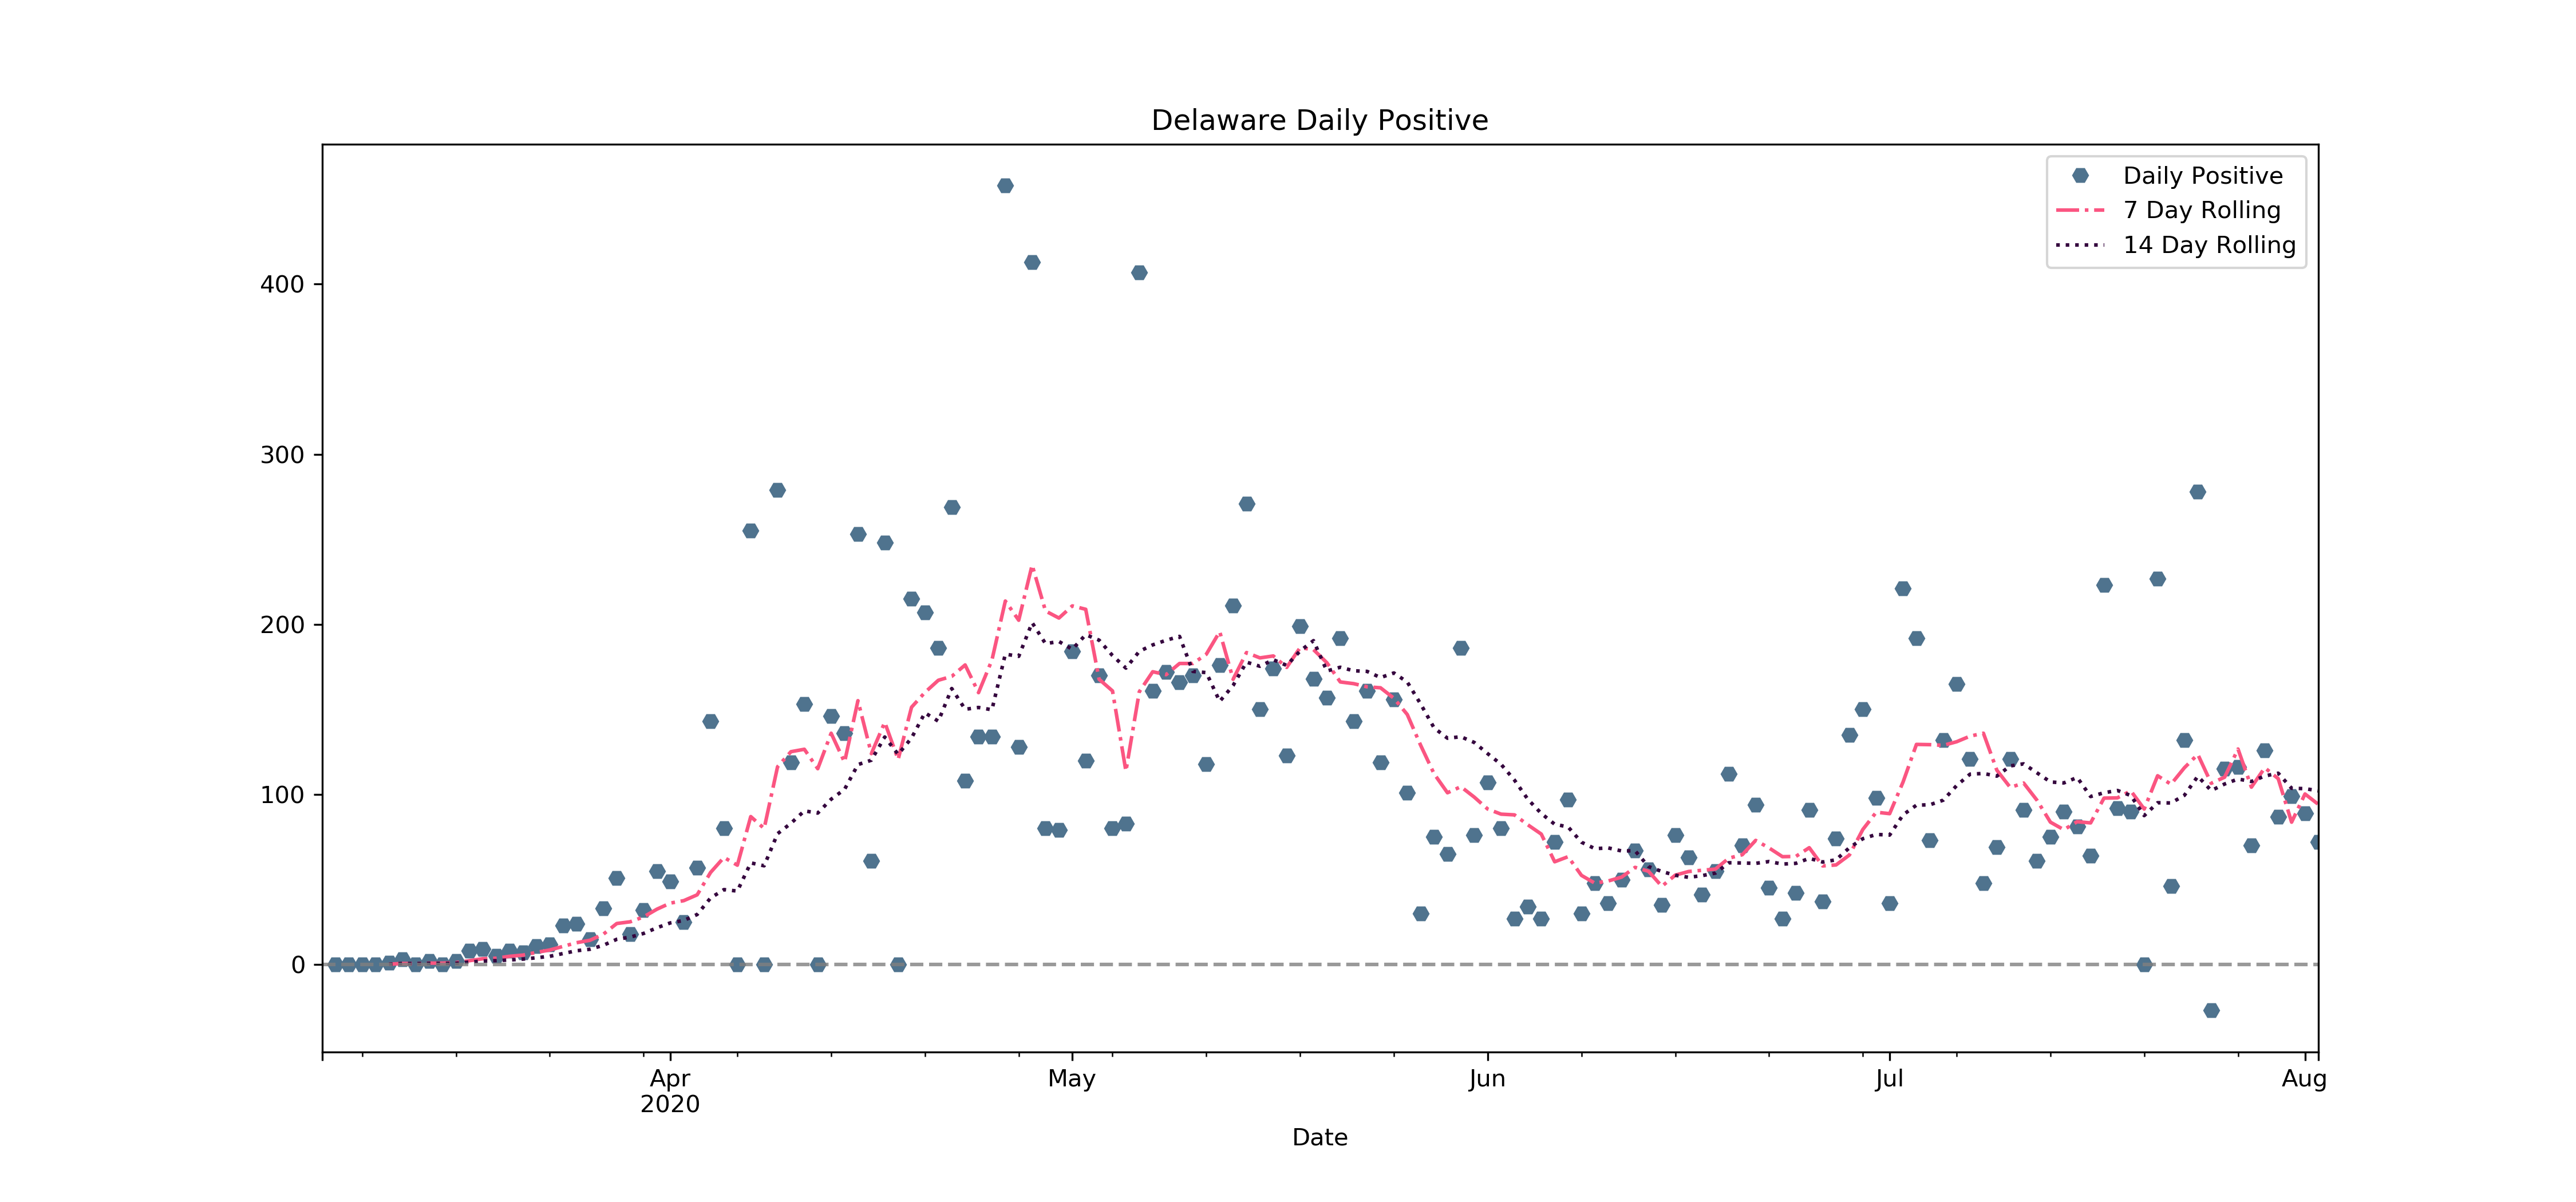 Delaware Daily Positive
Daily Positive
7 Day Rolling
14 Day Rolling
400
300
200
100
0
Apr
2020
May
Jun
Jul
Aug
Date